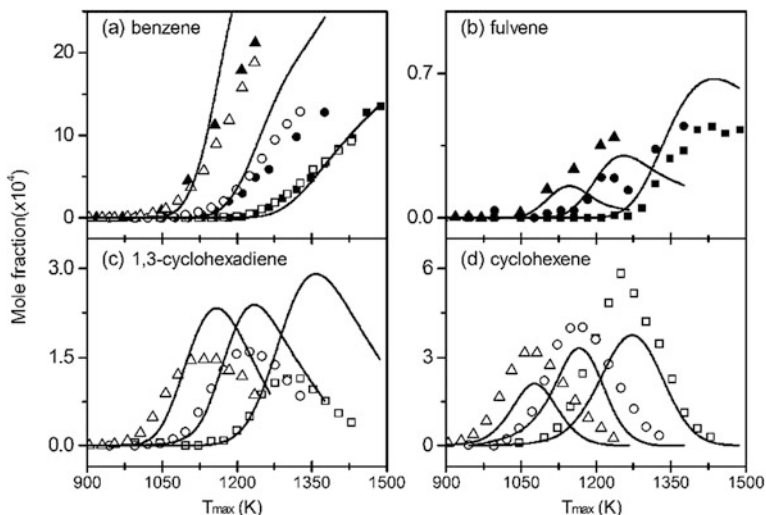 (a) benzene
(b) fulvene
20
10
0
0.7
0.0
Mole fraction(x10⁴)
(c) 1,3-cyclohexadiene
(d) cyclohexene
3.0
1.5
0.0
6
3
0
900 1050 1200 1350 1500
900 1050 1200 1350 1500
Tmax (K)
Tmax (K)